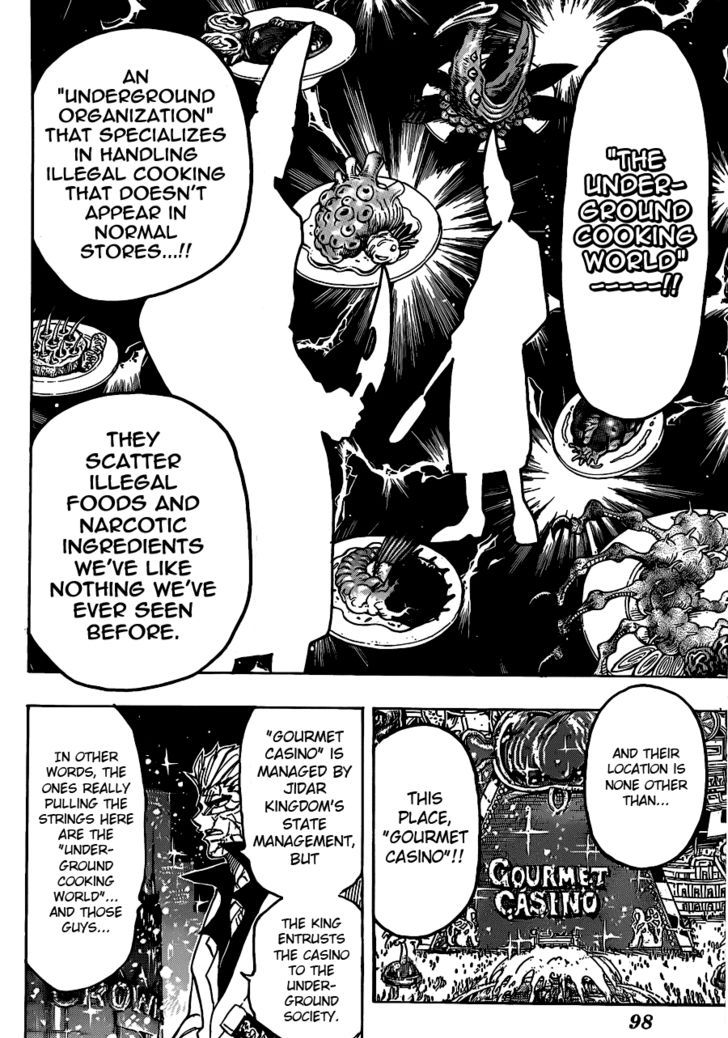 "THE
UNDER-
GROUND
COOKING
WORLD"
-----!!
AN
"UNDERGROUND
ORGANIZATION"
THAT SPECIALIZES
IN HANDLING
ILLEGAL COOKING
THAT DOESN'T
APPEAR IN
NORMAL
STORES...!!
THEY
SCATTER
ILLEGAL
FOODS AND
NARCOTIC
INGREDIENTS
WE'VE LIKE
NOTHING WE'VE
EVER SEEN
BEFORE.
AND THEIR
LOCATION IS
NONE OTHER
THAN...
THIS
PLACE,
"GOURMET
CASINO"!!
GOURMET
CASINO
"GOURMET
CASINO" IS
MANAGED BY
JIDAR
KINGDOM'S
STATE
MANAGEMENT,
BUT
THE KING
ENTRUSTS
THE CASINO
TO THE
UNDER-
GROUND
SOCIETY.
IN OTHER
WORDS, THE
ONES REALLY
PULLING THE
STRINGS HERE
ARE THE
"UNDER-
GROUND
COOKING
WORLD"...
AND THOSE
GUYS...
98